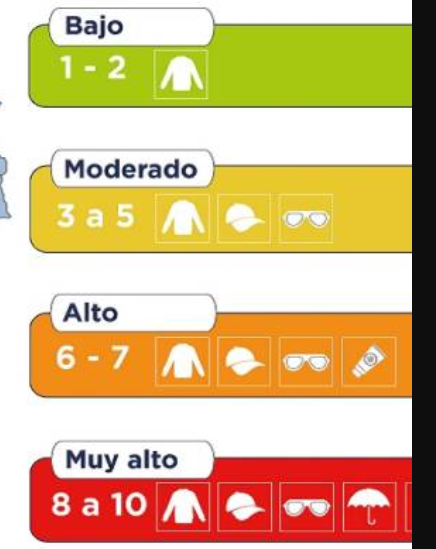 Bajo
1 - 2
Moderado
3 a 5
Alto
6 - 7
Muy alto
8 a 10